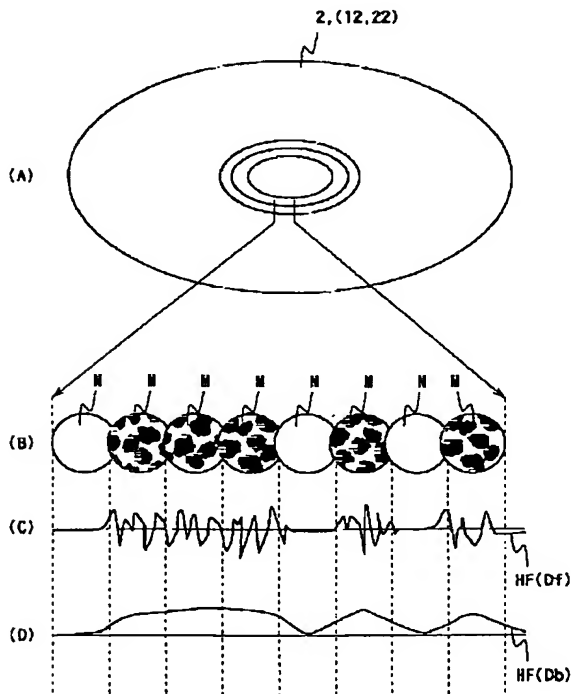 2,(12,22)
(A)
N M M M N M N M
(B)
(C)
HF(Df)
(D)
HF(Db)